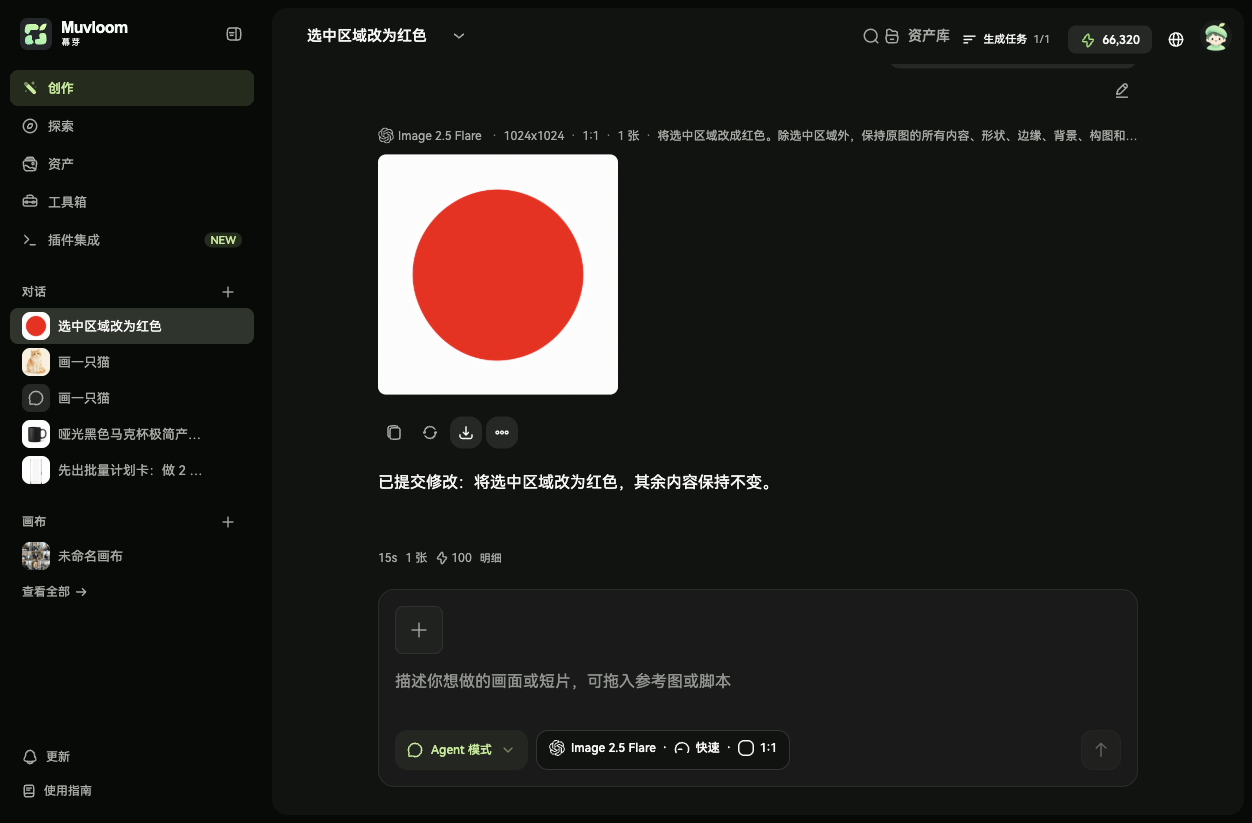 Muvloom
幕芽
创作
探索
资产
工具箱
插件集成 NEW
对话
选中区域改为红色
画一只猫
画一只猫
哑光黑色马克杯极简产...
先出批量计划卡：做 2 ...
画布
未命名画布
查看全部
更新
使用指南
选中区域改为红色
资产库
生成任务 1/1
66,320
Image 2.5 Flare · 1024x1024 · 1:1 · 1 张 · 将选中区域改成红色。除选中区域外，保持原图的所有内容、形状、边缘、背景、构图和...
已提交修改：将选中区域改为红色，其余内容保持不变。
15s 1 张 100 明细
描述你想做的画面或短片，可拖入参考图或脚本
Agent 模式
Image 2.5 Flare · 快速 · 1:1